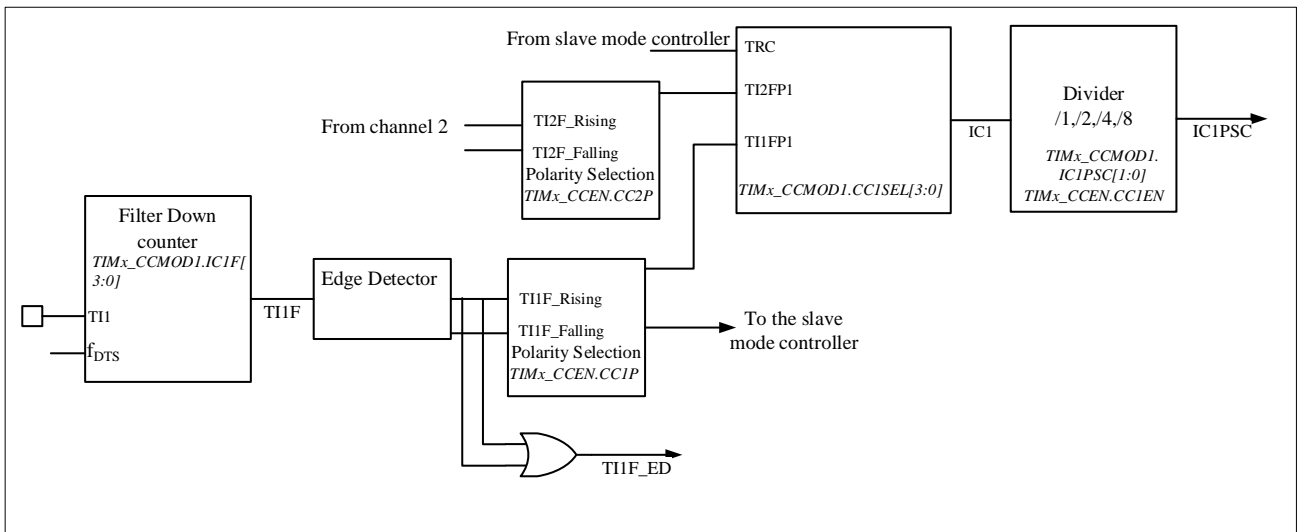 From slave mode controller
TRC
TI2FP1
TI1FP1
TIMx_CCMOD1.CC1SEL[3:0]
From channel 2
TI2F_Rising
TI2F_Falling
Polarity Selection
TIMx_CCEN.CC2P
IC1
Divider
/1,/2,/4,/8
TIMx_CCMOD1.
IC1PSC[1:0]
TIMx_CCEN.CC1EN
IC1PSC
Filter Down
counter
TIMx_CCMOD1.IC1F[
3:0]
TI1
fDTS
TI1F
Edge Detector
TI1F_Rising
TI1F_Falling
Polarity Selection
TIMx_CCEN.CC1P
To the slave
mode controller
TI1F_ED